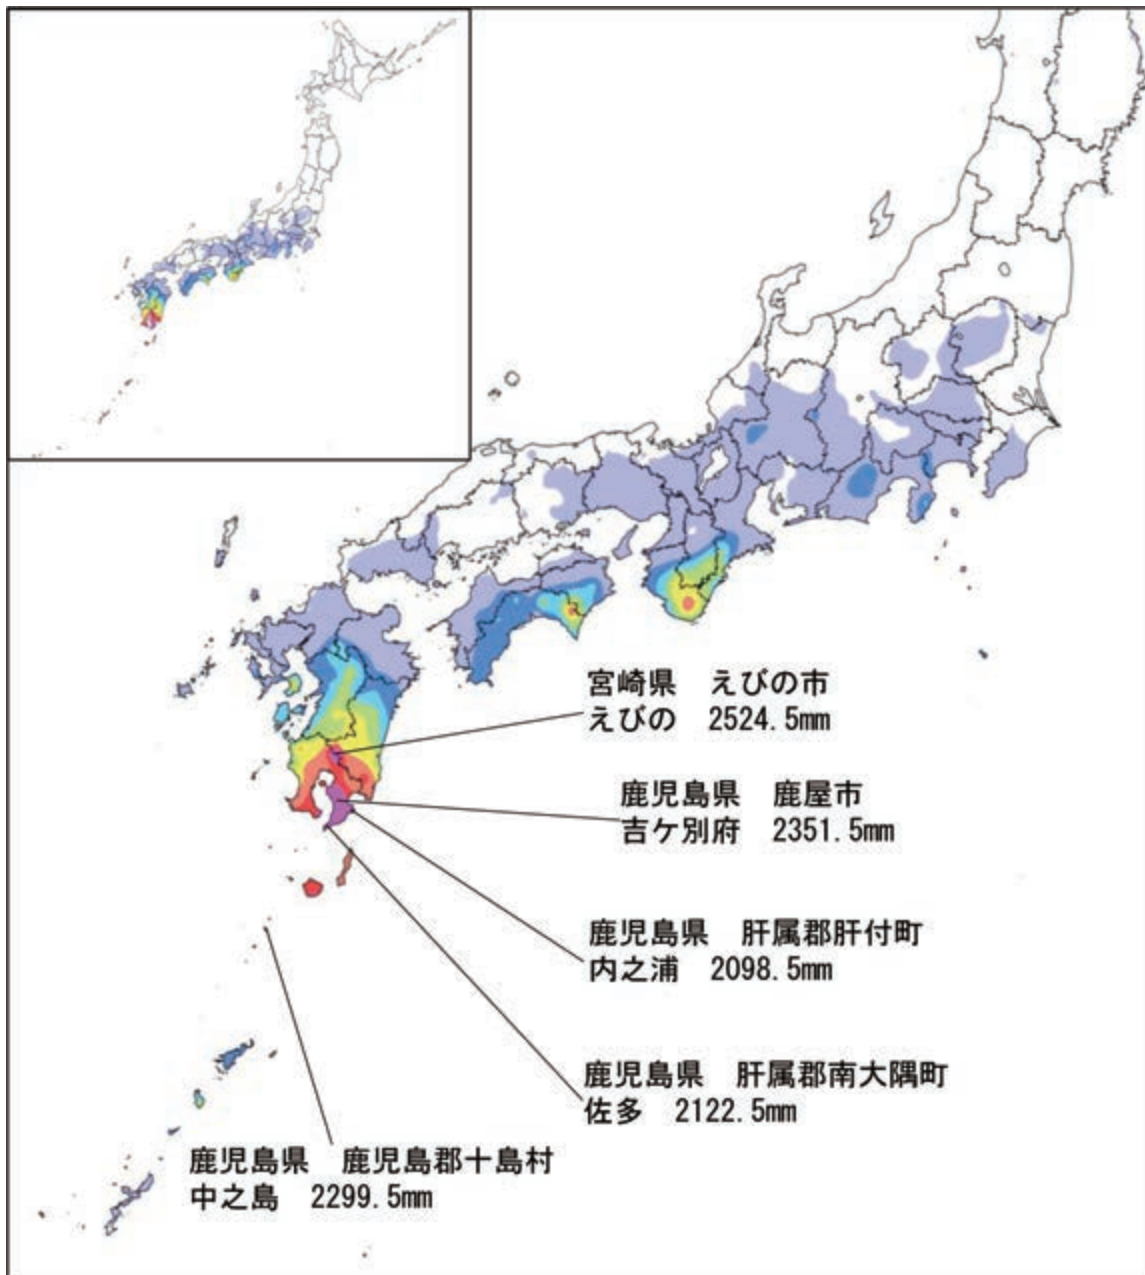 宮崎県　えびの市
えびの　2524.5mm
鹿児島県　鹿屋市
吉ケ別府　2351.5mm
鹿児島県　肝属郡肝付町
内之浦　2098.5mm
鹿児島県　肝属郡南大隅町
佐多　2122.5mm
鹿児島県　鹿児島郡十島村
中之島　2299.5mm